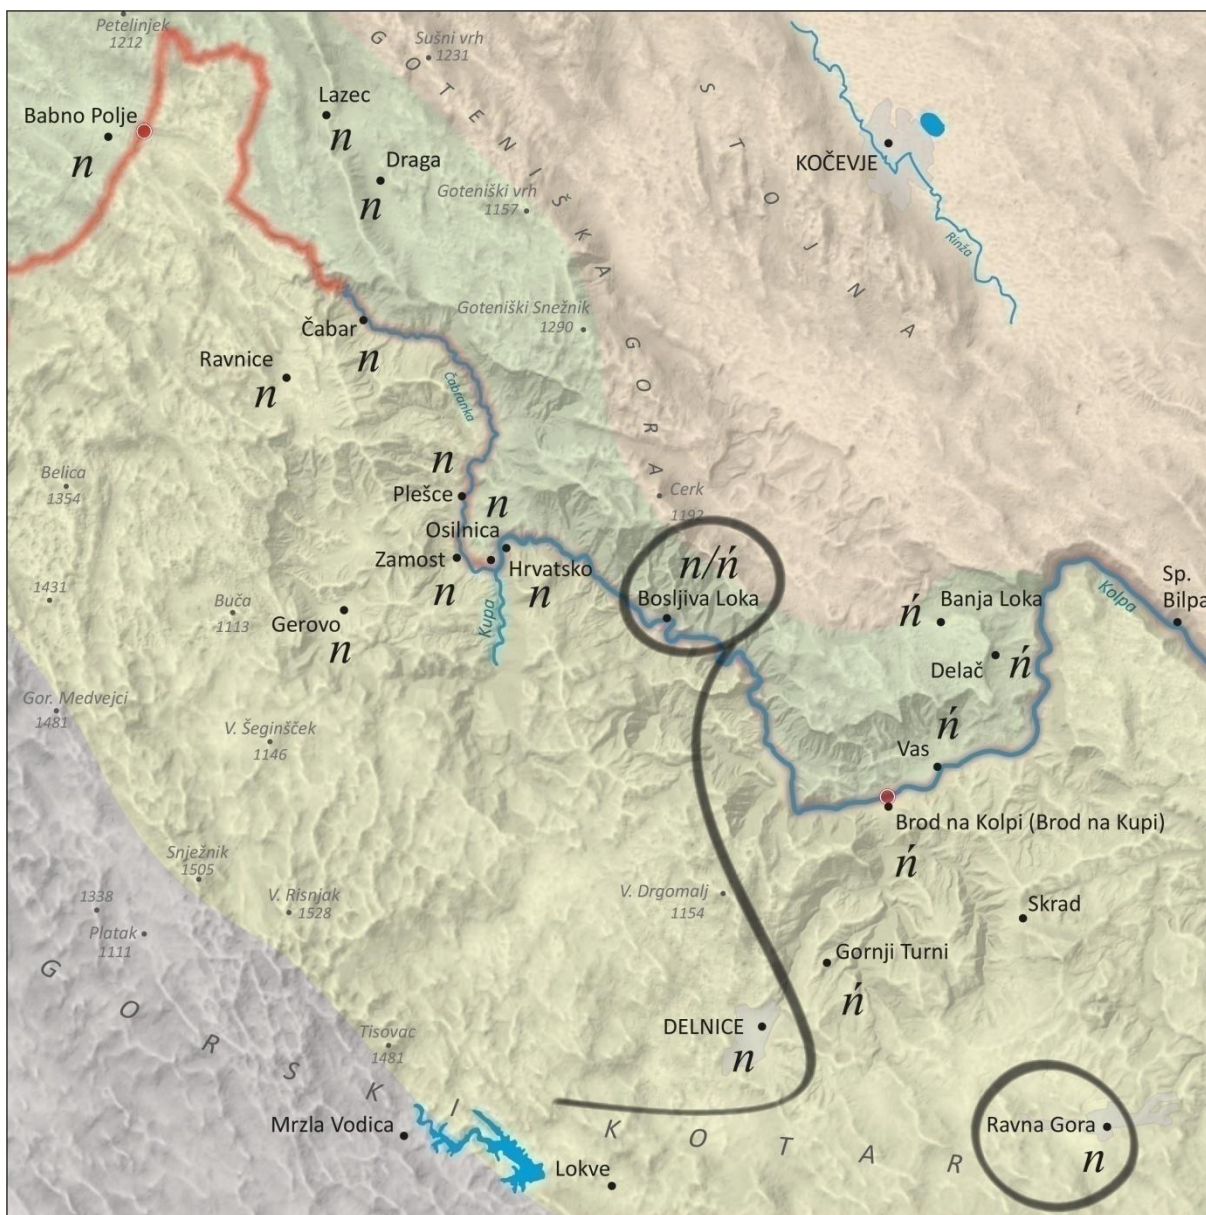 Petelinjek
1212
Sušni vrh
1231
GOTENIŠKA GORA
STOJNA
Babno Polje
n
Lazec
n
Draga
n
KOČEVJE
Goteniški vrh
1157
Rinža
Goteniški Snežnik
1290
Čabar
n
Ravnice
n
Čabranka
Belica
1354
n
Plešce
n
Cerk
1192
Osilnica
Zamost
n
Hrvatsko
n
n/ń
Bosljiva Loka
Kupa
1431
Buča
1113
Gerovo
n
ń
Banja Loka
Kolpa
Sp.
Bilpa
Delač
ń
Gor. Medvejci
1481
V. Šeginšček
1146
ń
Vas
Brod na Kolpi (Brod na Kupi)
ń
Snježnik
1505
V. Risnjak
1528
1338
Platak
1111
V. Drgomalj
1154
Skrad
Gornji Turni
ń
GORSKI KOTAR
DELNICE
n
Tisovac
1481
Mrzla Vodica
Lokve
Ravna Gora
n